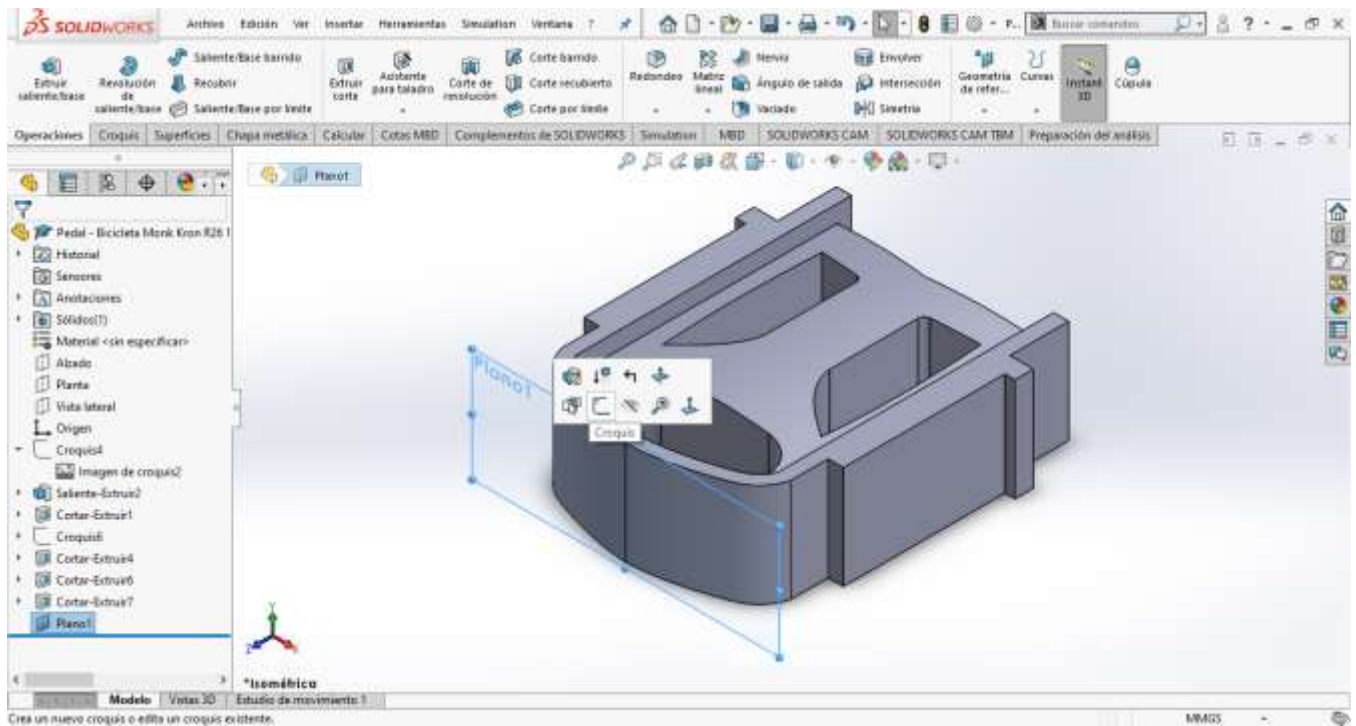 SOLIDWORKS
Archivo Edición Ver Insertar Herramientas Simulation Ventana ?
P...
Buscar comandos
Extruir saliente/base
Revolución de saliente/base
Saliente/Base barrido
Recubrir
Saliente/Base por límite
Extruir corte
Asistente para taladro
Corte de revolución
Corte barrido
Corte recubierto
Corte por límite
Redondeo
Matriz lineal
Nervio
Ángulo de salida
Vaciado
Envolver
Intersección
Simetría
Geometría de refer...
Curvas
Instant 3D
Cúpula
Operaciones Croquis Superficies Chapa metálica Calcular Cotas MBD Complementos de SOLIDWORKS Simulation MBD SOLIDWORKS CAM SOLIDWORKS CAM TBM Preparación del análisis
Plano1
Pedal - Bicicleta Monk Kron R26 1
Historial
Sensores
Anotaciones
Sólidos(1)
Material <sin especificar>
Alzado
Planta
Vista lateral
Origen
Croquis4
Imagen de croquis2
Saliente-Extruir2
Cortar-Extruir1
Croquis6
Cortar-Extruir4
Cortar-Extruir6
Cortar-Extruir7
Plano1
Plano1
Croquis
Y
Z
X
*Isométrica
Modelo Vistas 3D Estudio de movimiento 1
Crea un nuevo croquis o edita un croquis existente.
MMGS